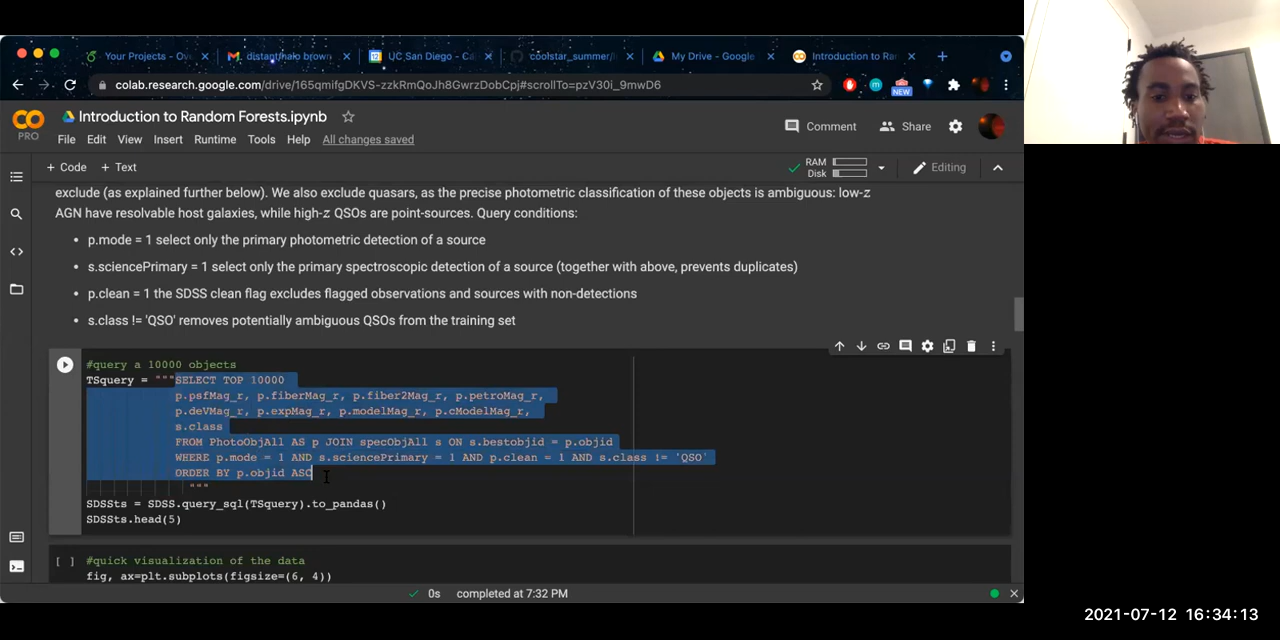 Your Projects - Ove
distantnaio brown
UC San Diego - Ca
coolstar_summer/
My Drive - Google
Introduction to Ran
colab.research.google.com/drive/165qmifgDKVS-zzkRmQoJh8GwrzDobCpj#scrollTo=pzV30i_9mwD6
NEW
CO
PRO
Introduction to Random Forests.ipynb
File Edit View Insert Runtime Tools Help All changes saved
Comment
Share
+ Code + Text
RAM
Disk
Editing
exclude (as explained further below). We also exclude quasars, as the precise photometric classification of these objects is ambiguous: low-z
AGN have resolvable host galaxies, while high-z QSOs are point-sources. Query conditions:
• p.mode = 1 select only the primary photometric detection of a source
• s.sciencePrimary = 1 select only the primary spectroscopic detection of a source (together with above, prevents duplicates)
• p.clean = 1 the SDSS clean flag excludes flagged observations and sources with non-detections
• s.class != 'QSO' removes potentially ambiguous QSOs from the training set
#query a 10000 objects
TSquery = """SELECT TOP 10000
p.psfMag_r, p.fiberMag_r, p.fiber2Mag_r, p.petroMag_r,
p.deVMag_r, p.expMag_r, p.modelMag_r, p.cModelMag_r,
s.class
FROM PhotoObjAll AS p JOIN specObjAll s ON s.bestobjid = p.objid
WHERE p.mode = 1 AND s.sciencePrimary = 1 AND p.clean = 1 AND s.class != 'QSO'
ORDER BY p.objid ASC
"""
SDSSts = SDSS.query_sql(TSquery).to_pandas()
SDSSts.head(5)
[ ] #quick visualization of the data
fig, ax=plt.subplots(figsize=(6, 4))
0s completed at 7:32 PM
2021-07-12 16:34:13